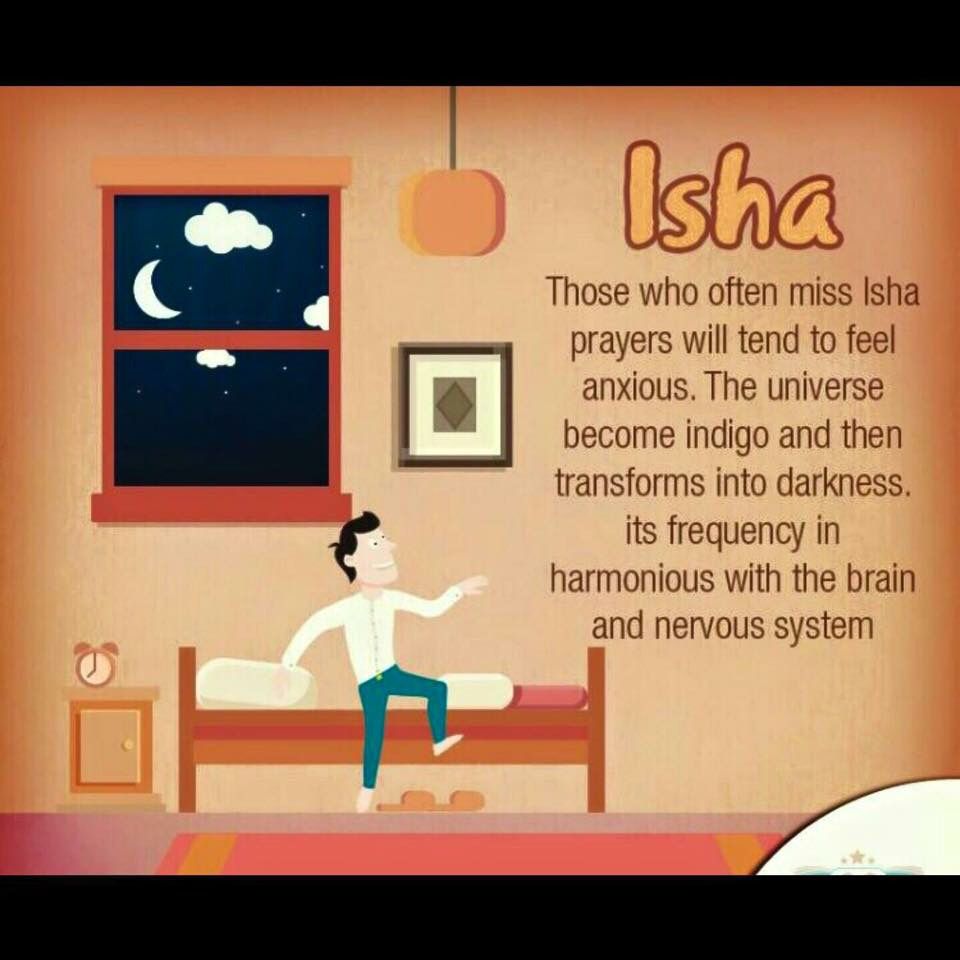 Isha
Those who often miss Isha
prayers will tend to feel
anxious. The universe
become indigo and then
transforms into darkness.
its frequency in
harmonious with the brain
and nervous system